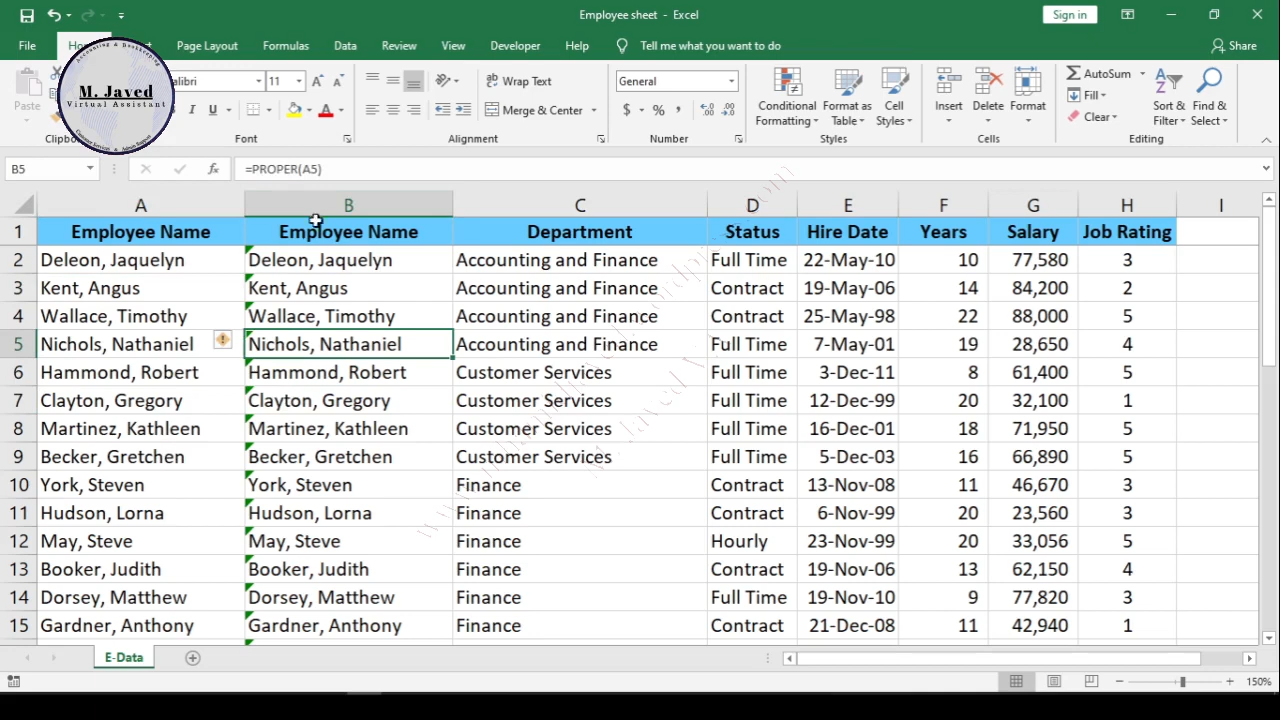 Employee sheet - Excel
Sign in
File Page Layout Formulas Data Review View Developer Help Tell me what you want to do Share
Accounting & Bookkeeping
M. Javed
Virtual Assistant
Paste
alibri 11 Wrap Text General Conditional Formatting Format as Table Cell Styles Insert Delete Format AutoSum Fill Clear Sort & Filter Find & Select
I U Merge & Center $ %
Font Alignment Number Styles Cells Editing
B5 fx =PROPER(A5)
A B C D E F G H I
1 Employee Name Employee Name Department Status Hire Date Years Salary Job Rating
2 Deleon, Jaquelyn Deleon, Jaquelyn Accounting and Finance Full Time 22-May-10 10 77,580 3
3 Kent, Angus Kent, Angus Accounting and Finance Contract 19-May-06 14 84,200 2
4 Wallace, Timothy Wallace, Timothy Accounting and Finance Contract 25-May-98 22 88,000 5
5 Nichols, Nathaniel Nichols, Nathaniel Accounting and Finance Full Time 7-May-01 19 28,650 4
6 Hammond, Robert Hammond, Robert Customer Services Full Time 3-Dec-11 8 61,400 5
7 Clayton, Gregory Clayton, Gregory Customer Services Full Time 12-Dec-99 20 32,100 1
8 Martinez, Kathleen Martinez, Kathleen Customer Services Full Time 16-Dec-01 18 71,950 5
9 Becker, Gretchen Becker, Gretchen Customer Services Full Time 5-Dec-03 16 66,890 5
10 York, Steven York, Steven Finance Contract 13-Nov-08 11 46,670 3
11 Hudson, Lorna Hudson, Lorna Finance Contract 6-Nov-99 20 23,560 3
12 May, Steve May, Steve Finance Hourly 23-Nov-99 20 33,056 5
13 Booker, Judith Booker, Judith Finance Contract 19-Nov-06 13 62,150 4
14 Dorsey, Matthew Dorsey, Matthew Finance Full Time 19-Nov-10 9 77,820 3
15 Gardner, Anthony Gardner, Anthony Finance Contract 21-Dec-08 11 42,940 1
E-Data
150%